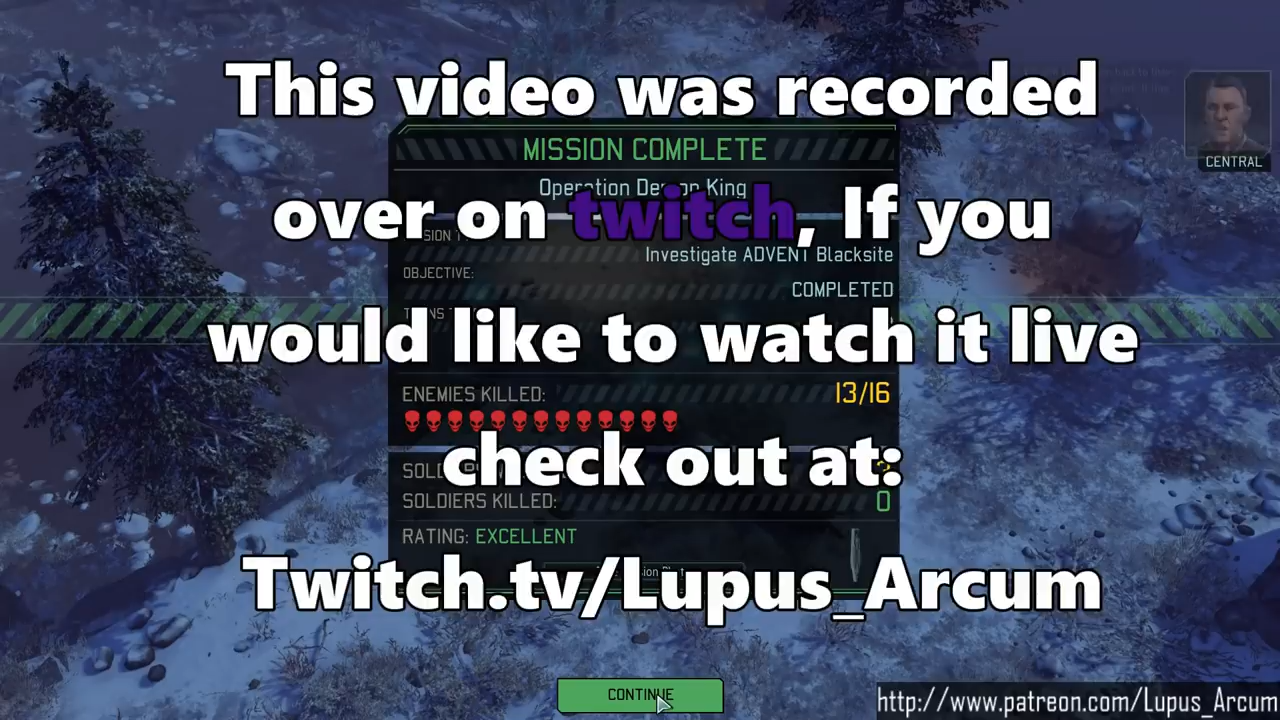 This video was recorded
MISSION COMPLETE
CENTRAL
Operation Demon King
over on twitch, If you
Investigate ADVENT Blacksite
OBJECTIVE:
COMPLETED
would like to watch it live
ENEMIES KILLED: 13/16
check out at:
SOLDIERS KILLED: 0
RATING: EXCELLENT
Twitch.tv/Lupus_Arcum
CONTINUE
http://www.patreon.com/Lupus_Arcum